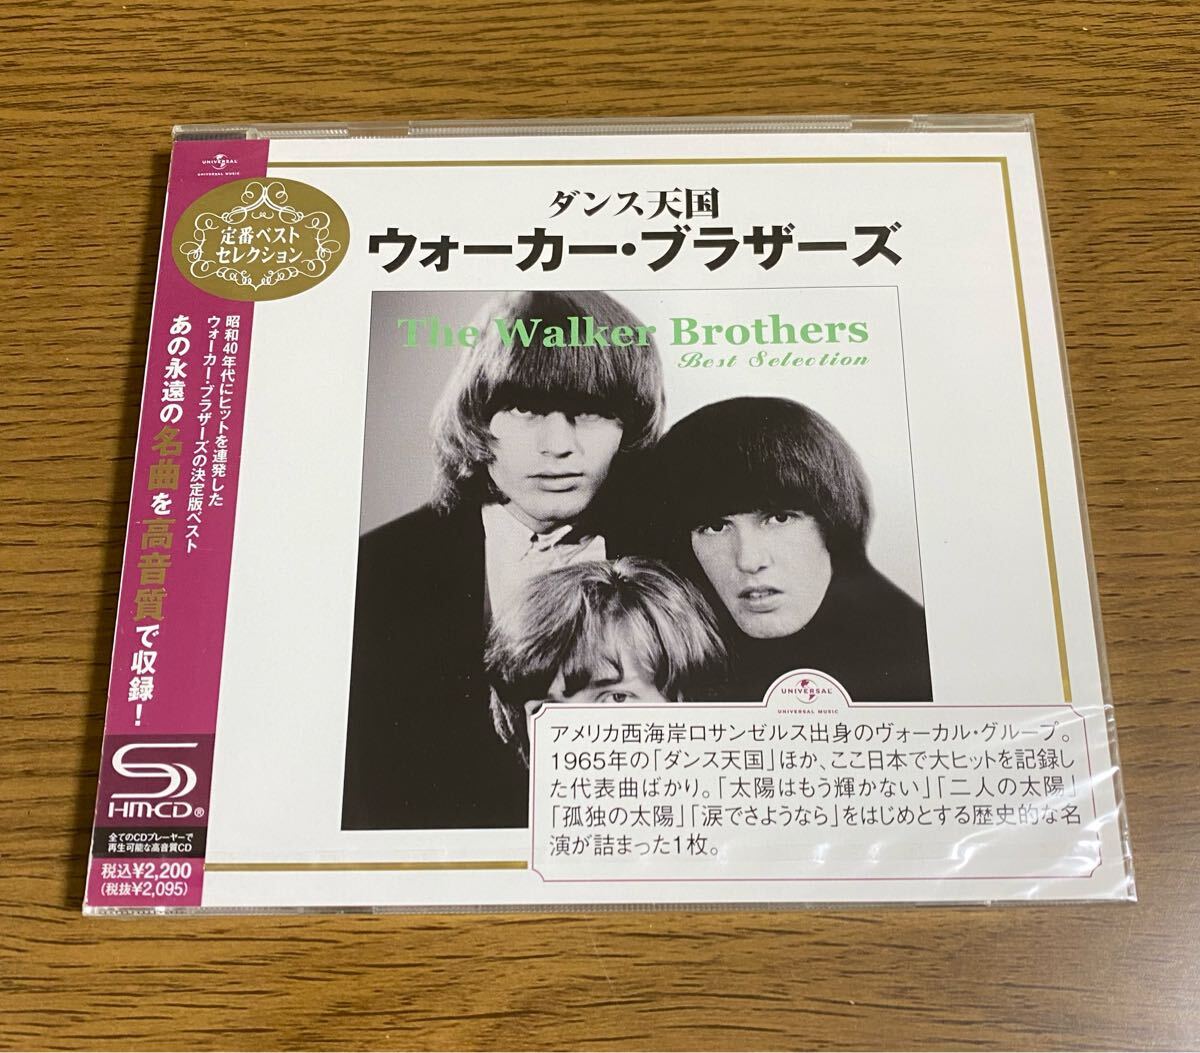 UNIVERSAL
UNIVERSAL MUSIC
定番ベスト
セレクション
昭和40年代にヒットを連発した
ウォーカー・ブラザーズの決定版ベスト
あの永遠の名曲を高音質で収録!
SHM-CD®
全てのCDプレーヤーで
再生可能な高音質CD
税込¥2,200
(税抜¥2,095)
ダンス天国
ウォーカー・ブラザーズ
The Walker Brothers
Best Selection
UNIVERSAL
UNIVERSAL MUSIC
アメリカ西海岸ロサンゼルス出身のヴォーカル・グループ。
1965年の「ダンス天国」ほか、ここ日本で大ヒットを記録し
た代表曲ばかり。「太陽はもう輝かない」「二人の太陽」
「孤独の太陽」「涙でさようなら」をはじめとする歴史的な名
演が詰まった1枚。